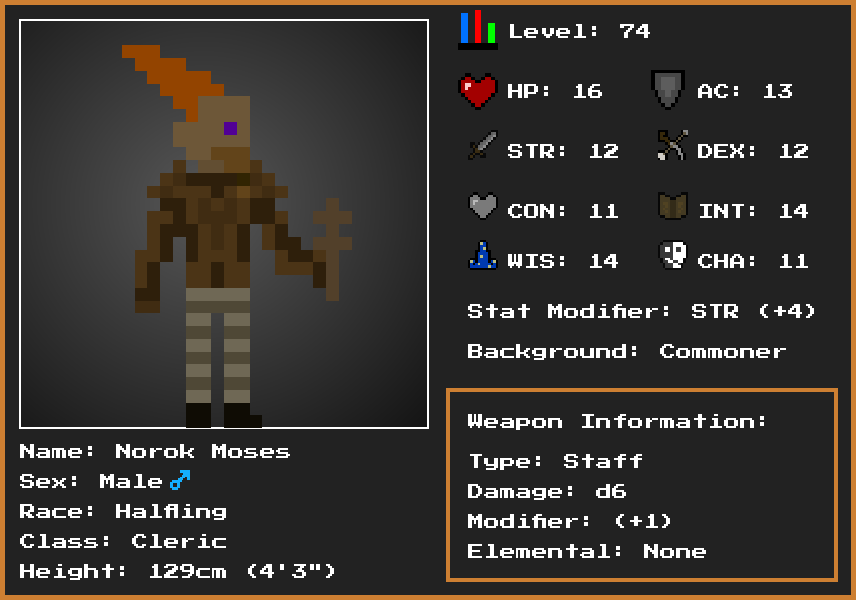 Level: 74
HP: 16 AC: 13
STR: 12 DEX: 12
CON: 11 INT: 14
WIS: 14 CHA: 11
Stat Modifier: STR (+4)
Background: Commoner
Weapon Information:
Type: Staff
Damage: d6
Modifier: (+1)
Elemental: None
Name: Norok Moses
Sex: Male ♂
Race: Halfling
Class: Cleric
Height: 129cm (4'3")